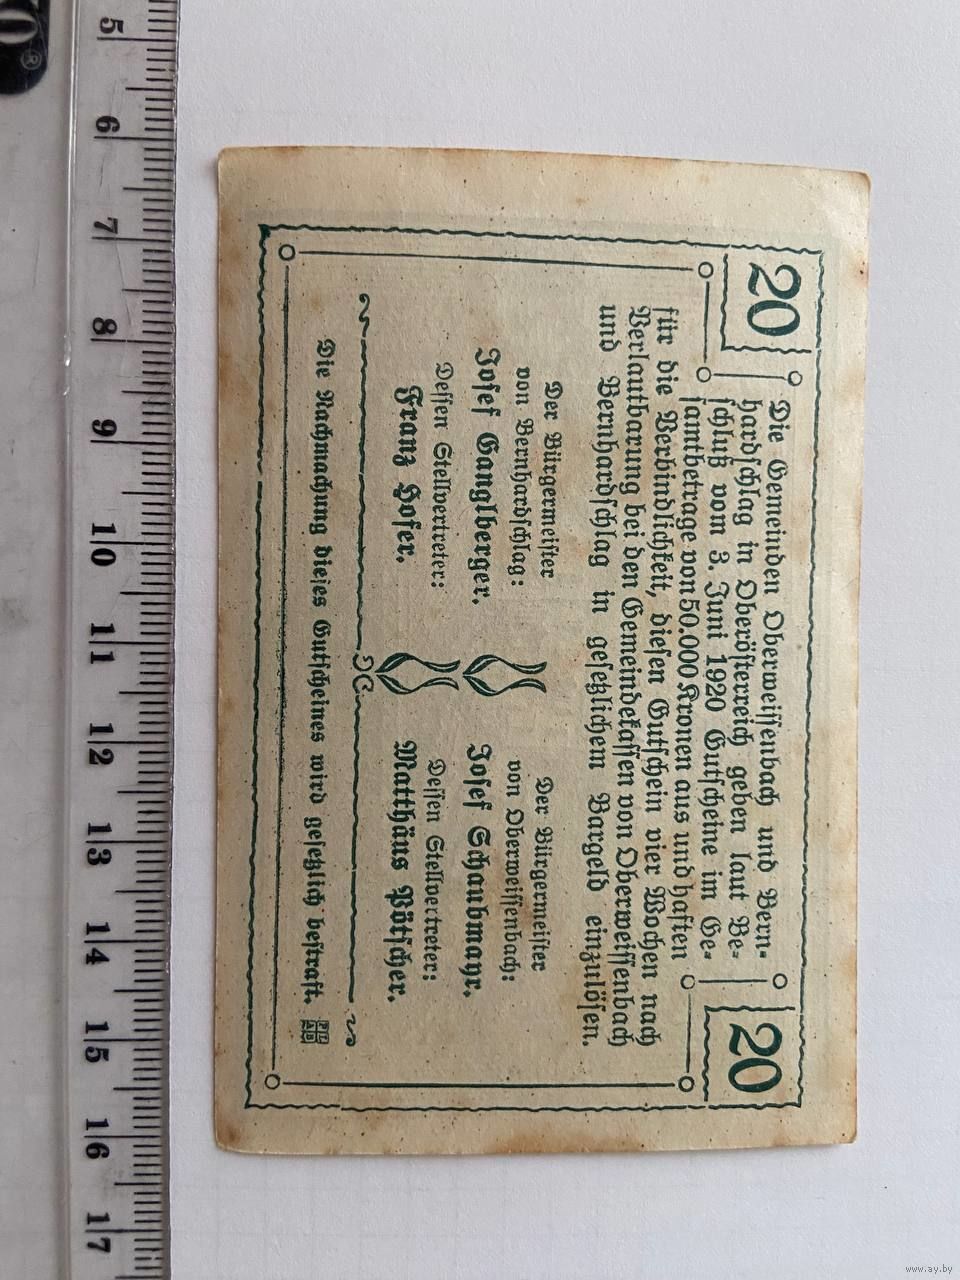 20
20
Die Gemeinden Oberweissenbach und Bern-
hardschlag in Oberösterreich geben laut Be-
schluß vom 3. Juni 1920 Gutscheine im Ge-
samtbetrage von 50.000 Kronen aus und haften
für die Verbindlichkeit, diesen Gutschein vier Wochen nach
Verlautbarung bei den Gemeindekassen von Oberweissenbach
und Bernhardschlag in gesetzlichem Bargeld einzulösen.
Der Bürgermeister
von Bernhardschlag:
Josef Ganglberger.
Dessen Stellvertreter:
Franz Hofer.
Der Bürgermeister
von Oberweissenbach:
Josef Schaubmayr.
Dessen Stellvertreter:
Matthäus Pötscher.
Die Nachmachung dieses Gutscheines wird gesetzlich bestraft.
5 6 7 8 9 10 11 12 13 14 15 16 17
®
www.ay.by